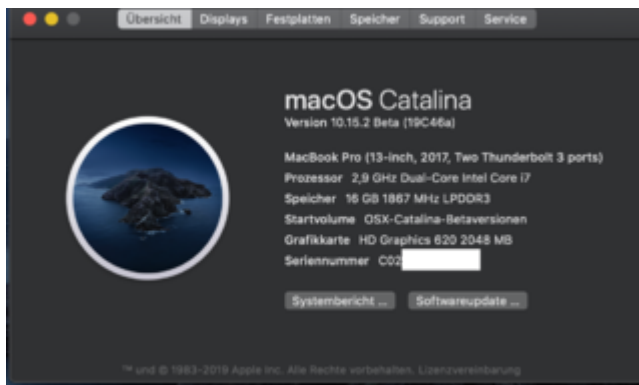 Übersicht Displays Festplatten Speicher Support Service
macOS Catalina
Version 10.15.2 Beta (19C46a)
MacBook Pro (13-inch, 2017, Two Thunderbolt 3 ports)
Prozessor 2,9 GHz Dual-Core Intel Core i7
Speicher 16 GB 1867 MHz LPDDR3
Startvolume OSX-Catalina-Betaversionen
Grafikkarte HD Graphics 620 2048 MB
Seriennummer C02
Systembericht ... Softwareupdate ...
™ und © 1983-2019 Apple Inc. Alle Rechte vorbehalten. Lizenzvereinbarung